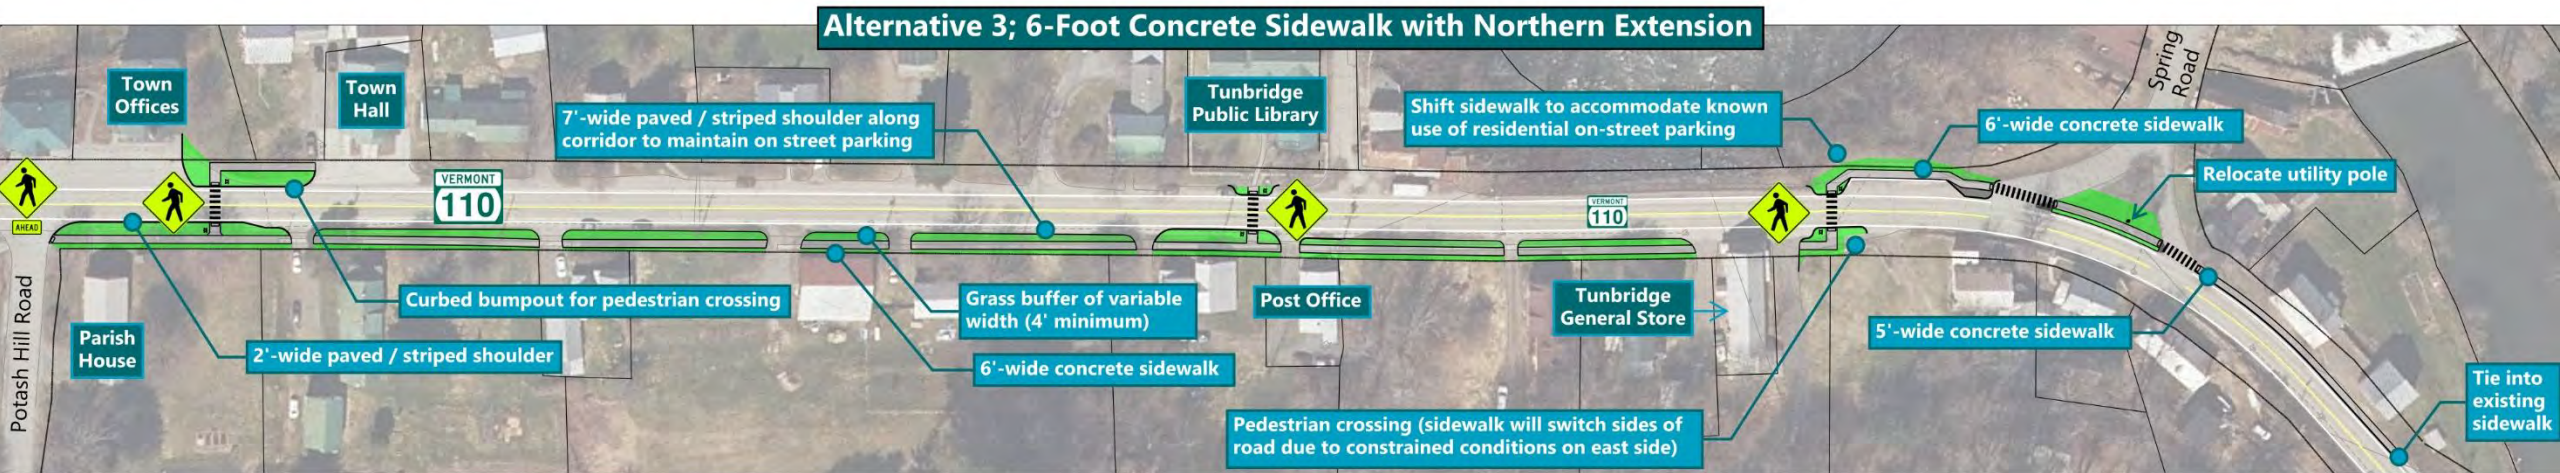 Alternative 3; 6-Foot Concrete Sidewalk with Northern Extension
Town
Offices
Town
Hall
7'-wide paved / striped shoulder along
corridor to maintain on street parking
Tunbridge
Public Library
Shift sidewalk to accommodate known
use of residential on-street parking
6'-wide concrete sidewalk
Spring
Road
Relocate utility pole
VERMONT
110
VERMONT
110
AHEAD
Potash Hill Road
Parish
House
2'-wide paved / striped shoulder
Curbed bumpout for pedestrian crossing
Grass buffer of variable
width (4' minimum)
6'-wide concrete sidewalk
Post Office
Tunbridge
General Store
Pedestrian crossing (sidewalk will switch sides of
road due to constrained conditions on east side)
5'-wide concrete sidewalk
Tie into
existing
sidewalk